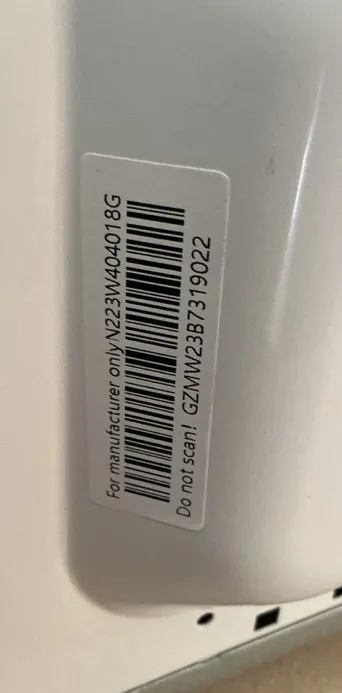 For manufacturer only N223W404018G
Do not scan! GZMW23B7319022